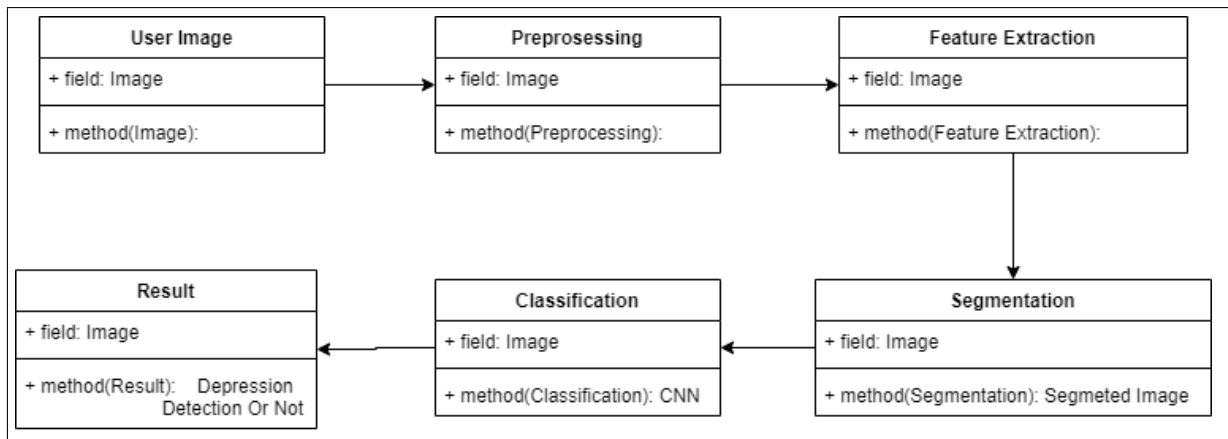 User Image
+ field: Image
+ method(Image):
Preprosessing
+ field: Image
+ method(Preprocessing):
Feature Extraction
+ field: Image
+ method(Feature Extraction):
Segmentation
+ field: Image
+ method(Segmentation): Segmeted Image
Classification
+ field: Image
+ method(Classification): CNN
Result
+ field: Image
+ method(Result): Depression
Detection Or Not